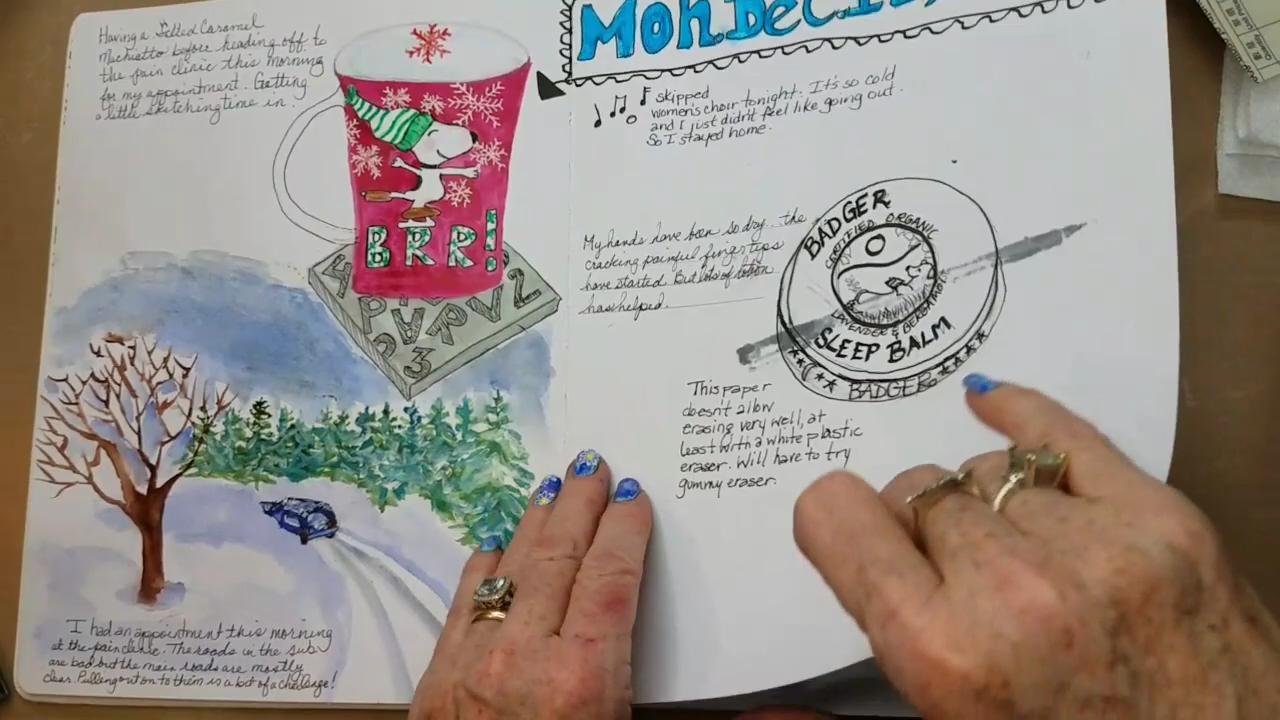 Having a Salted Caramel
Machiatto before heading off to
the pain clinic this morning
for my appointment. Getting
a little sketching time in.
BRR!
I had an appointment this morning
at the pain clinic. The roads in the sub
are bad but the main roads are mostly
clear. Pulling out on to them is a bit of a challenge!
Mon Dec
I skipped
women's choir tonight. It's so cold
and I just didn't feel like going out.
So I stayed home.
My hands have been so dry. the
cracking painful fingertips
have started. But lots of lotion
has helped.
BADGER
CERTIFIED ORGANIC
LAVENDER & BERGAMOT
SLEEP BALM
BADGER
This paper
doesn't allow
erasing very well, at
least with a white plastic
eraser. Will have to try
gummy eraser.